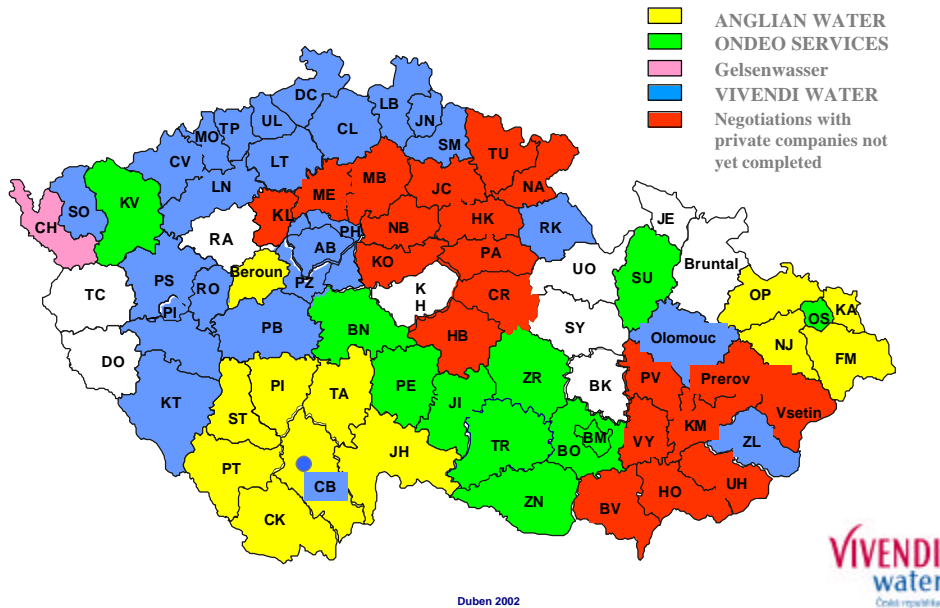 ANGLIAN WATER
ONDEO SERVICES
Gelsenwasser
VIVENDI WATER
Negotiations with
private companies not
yet completed
DC
LB
UL
JN
TP
MO
CL
SM
CV
LT
TU
LN
ME
MB
JC
NA
KV
SO
KL
CH
RA
PH
NB
HK
RK
JE
AB
UO
SU
Bruntal
Beroun
KO
PA
TC
PS
RO
PZ
K
H
CR
OP
KA
PI
PB
BN
OS
SY
Olomouc
HB
NJ
FM
DO
KT
PI
TA
PE
ZR
BK
PV
Prerov
ST
JI
Vsetin
KM
TR
BO
BM
VY
ZL
PT
JH
CB
UH
ZN
HO
BV
CK
VIVENDI
water
Česká republika
Duben 2002